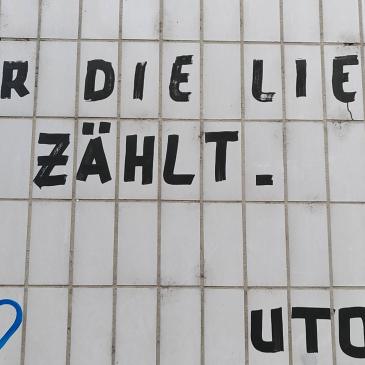 R DIE LIE
ZÄHLT.
UTO